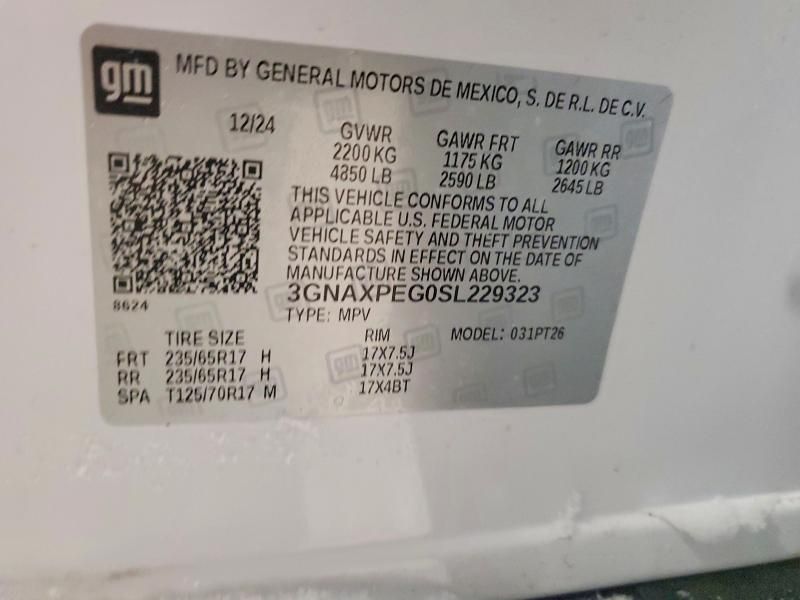 gm
MFD BY GENERAL MOTORS DE MEXICO, S. DE R.L. DE C.V.
12/24 GVWR GAWR FRT GAWR RR
2200 KG 1175 KG 1200 KG
4850 LB 2590 LB 2645 LB
THIS VEHICLE CONFORMS TO ALL
APPLICABLE U.S. FEDERAL MOTOR
VEHICLE SAFETY AND THEFT PREVENTION
STANDARDS IN EFFECT ON THE DATE OF
MANUFACTURE SHOWN ABOVE.
8624 3GNAXPEG0SL229323
TYPE: MPV
TIRE SIZE RIM MODEL: 031PT26
FRT 235/65R17 H 17X7.5J
RR 235/65R17 H 17X7.5J
SPA T125/70R17 M 17X4BT